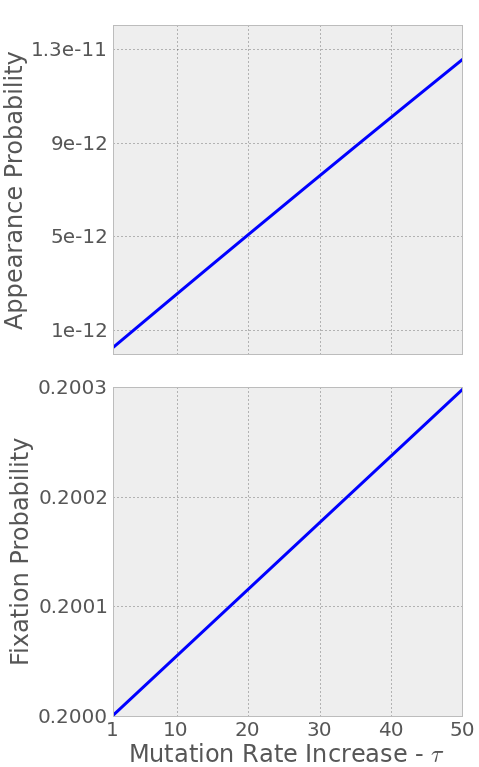 Appearance Probability
1.3e-11
9e-12
5e-12
1e-12
Fixation Probability
0.2003
0.2002
0.2001
0.2000
1 10 20 30 40 50
Mutation Rate Increase - τ